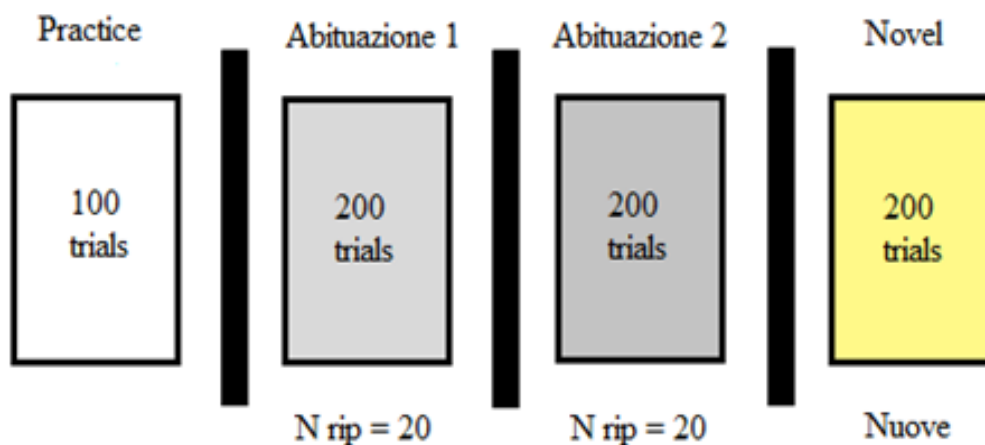 Practice
Abituazione 1
Abituazione 2
Novel
100
trials
200
trials
200
trials
200
trials
N rip = 20
N rip = 20
Nuove